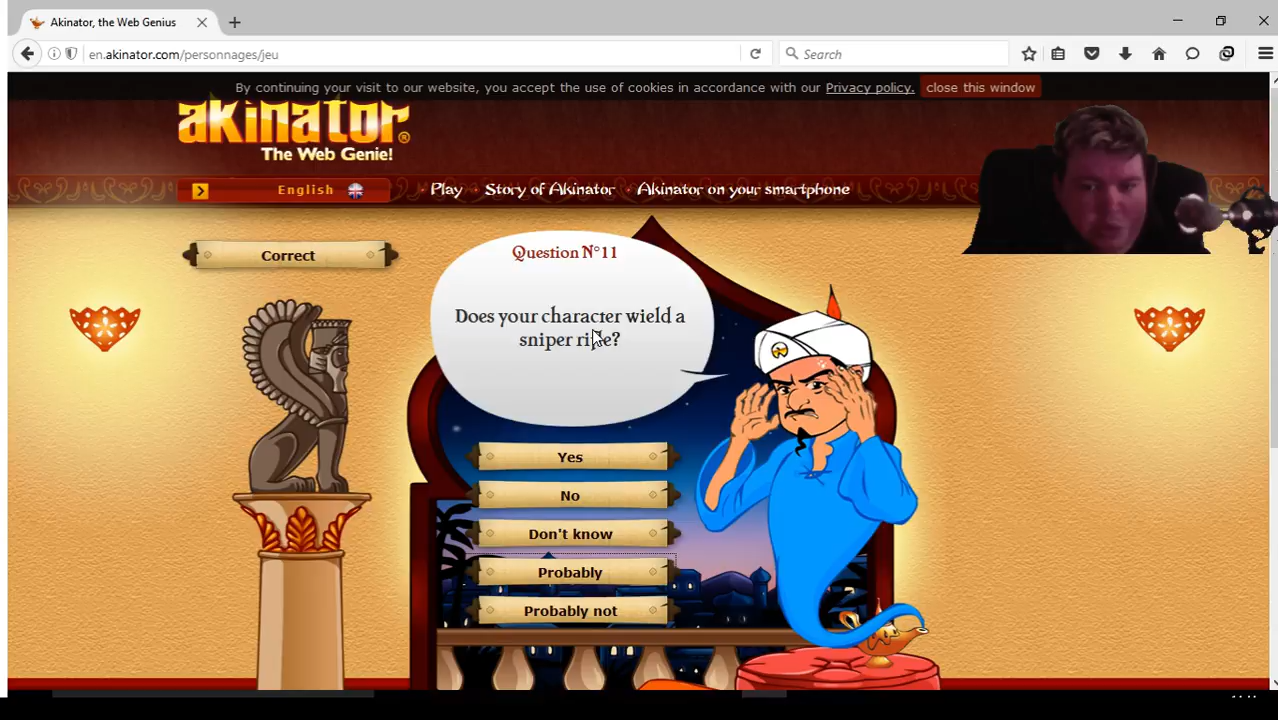 Akinator, the Web Genius
en.akinator.com/personnages/jeu
Search
By continuing your visit to our website, you accept the use of cookies in accordance with our Privacy policy. close this window
akinator®
The Web Genie!
English
Play
Story of Akinator
Akinator on your smartphone
Correct
Question N°11
Does your character wield a
sniper rifle?
Yes
No
Don't know
Probably
Probably not